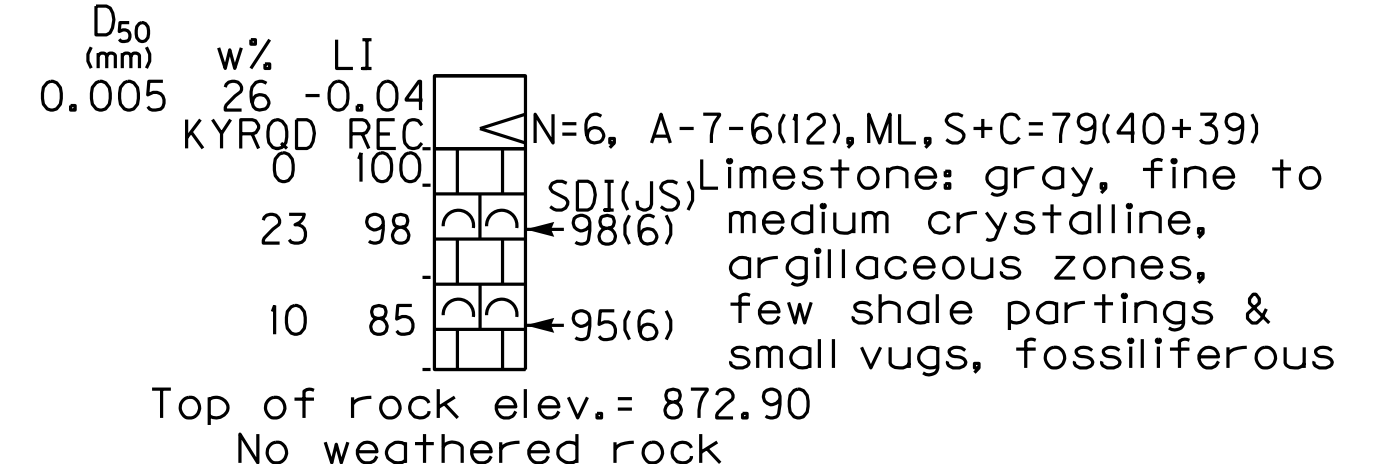 D50
(mm) w% LI
0.005 26 -0.04
KYRQD REC N=6, A-7-6(12),ML,S+C=79(40+39)
0 100 Limestone: gray, fine to
SDI(JS) medium crystalline,
23 98 98(6)
argillaceous zones,
10 85 95(6) few shale partings &
small vugs, fossiliferous
Top of rock elev.= 872.90
No weathered rock